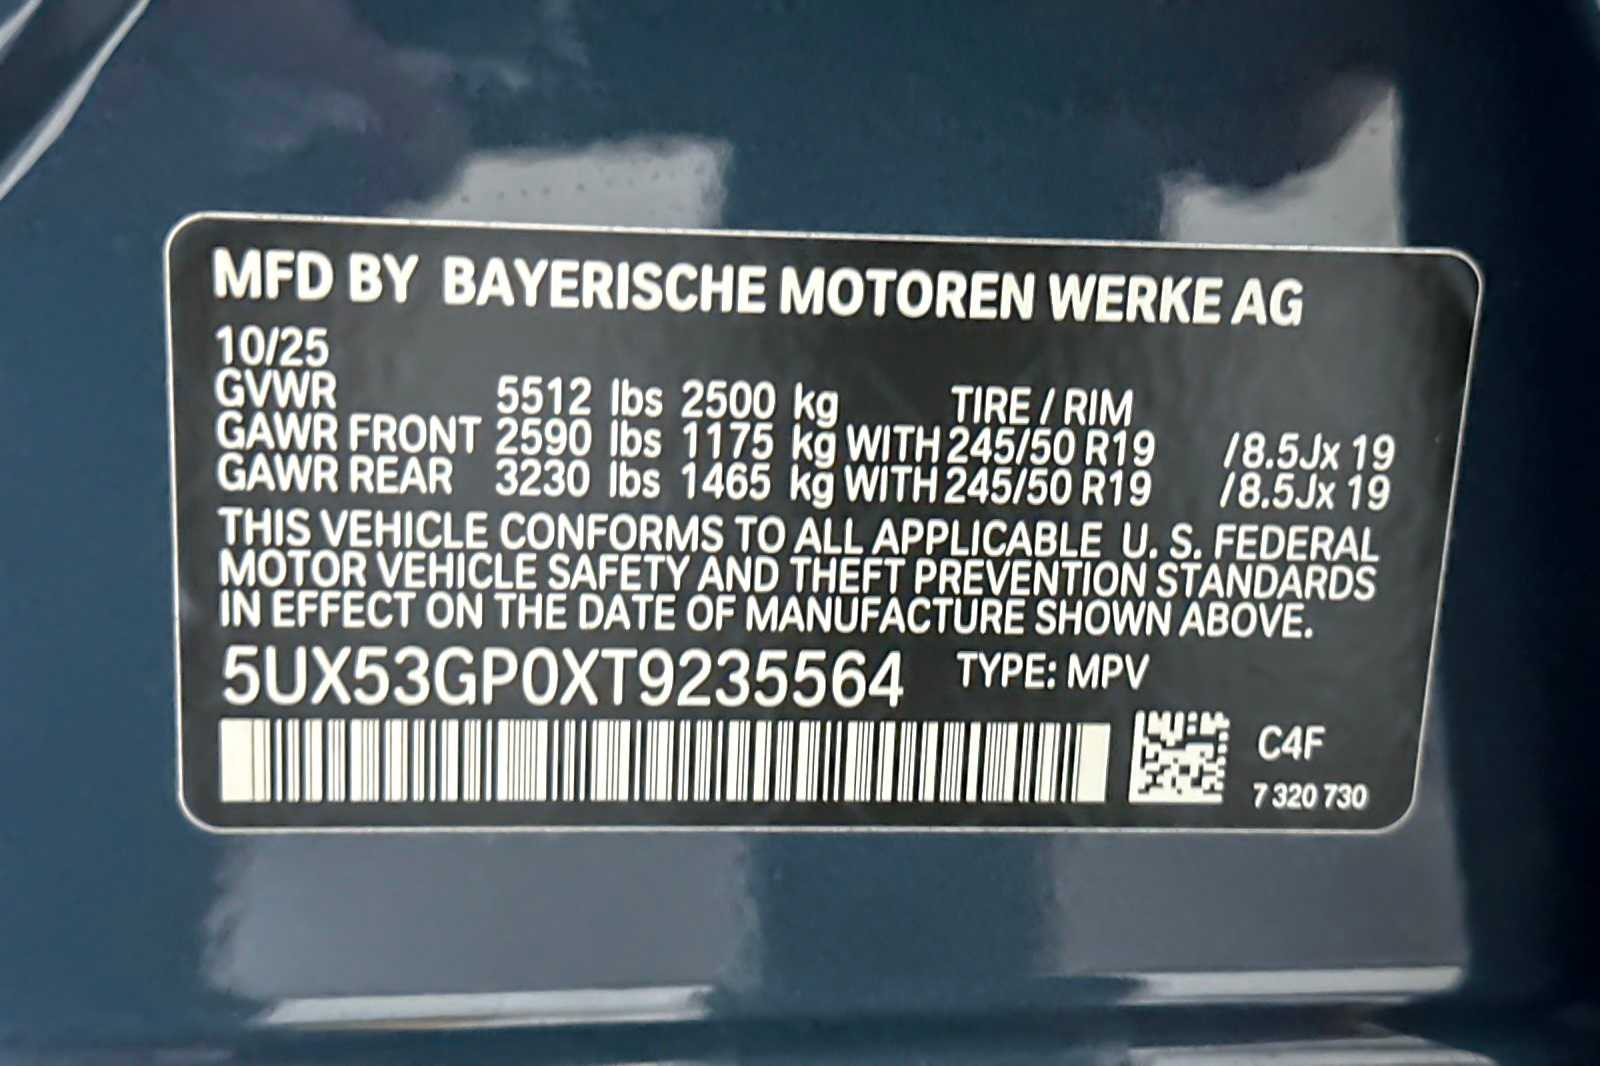 MFD BY BAYERISCHE MOTOREN WERKE AG
10/25
GVWR 5512 lbs 2500 kg TIRE / RIM
GAWR FRONT 2590 lbs 1175 kg WITH 245/50 R19 /8.5Jx 19
GAWR REAR 3230 lbs 1465 kg WITH 245/50 R19 /8.5Jx 19
THIS VEHICLE CONFORMS TO ALL APPLICABLE U. S. FEDERAL
MOTOR VEHICLE SAFETY AND THEFT PREVENTION STANDARDS
IN EFFECT ON THE DATE OF MANUFACTURE SHOWN ABOVE.
5UX53GP0XT9235564 TYPE: MPV
C4F
7 320 730